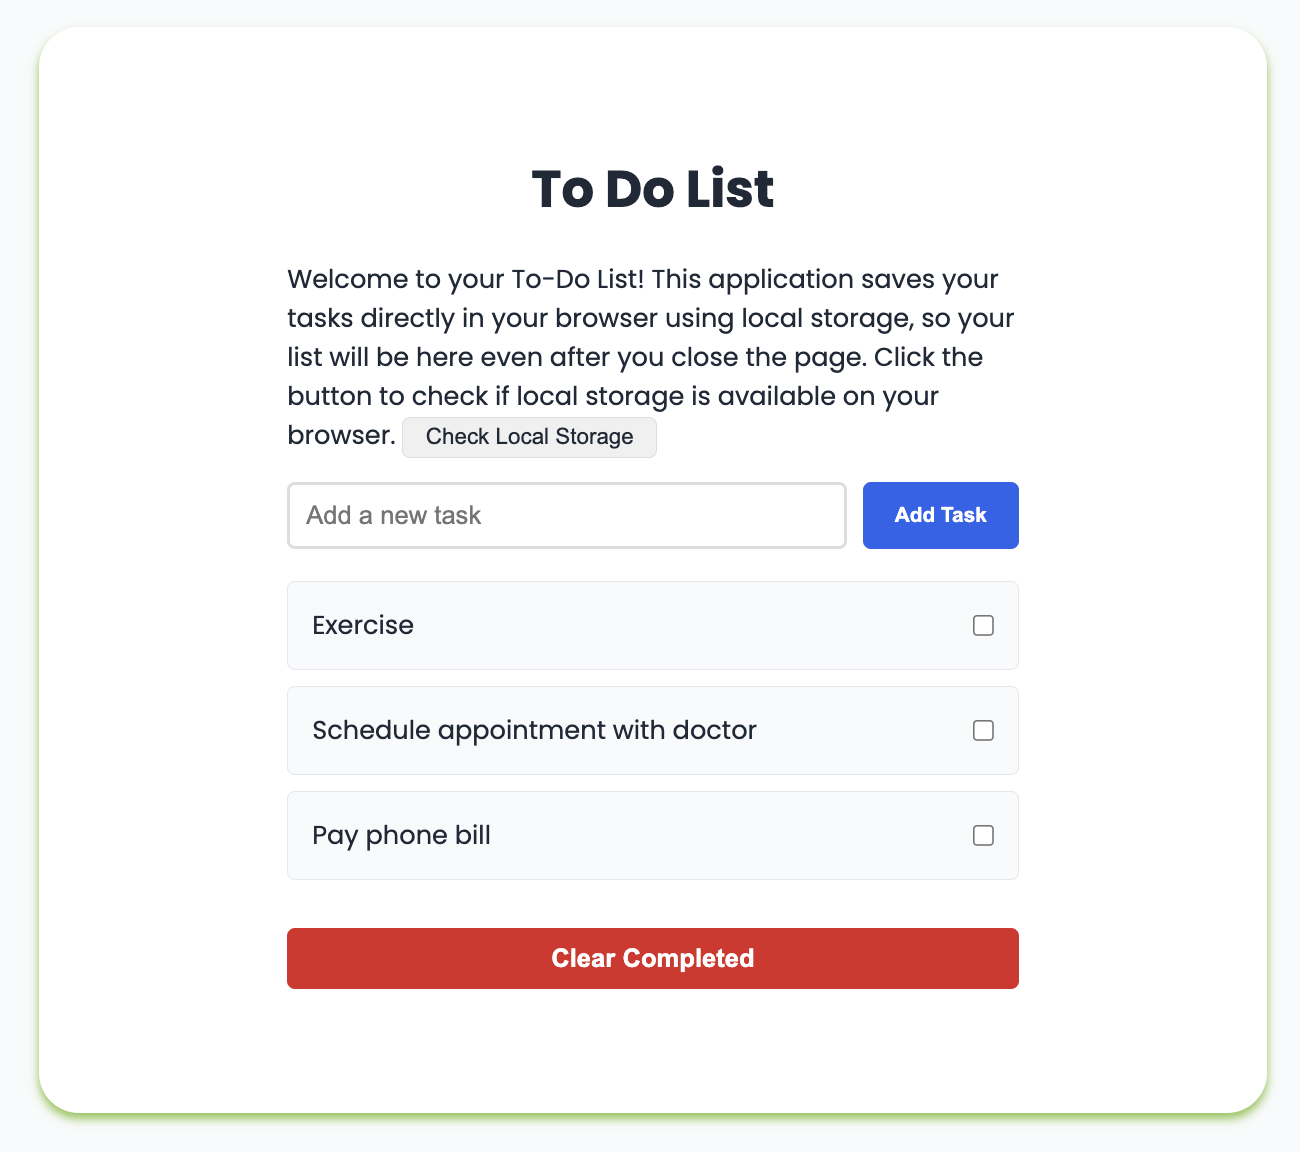 To Do List
Welcome to your To-Do List! This application saves your
tasks directly in your browser using local storage, so your
list will be here even after you close the page. Click the
button to check if local storage is available on your
browser. Check Local Storage
Add a new task
Add Task
Exercise
Schedule appointment with doctor
Pay phone bill
Clear Completed